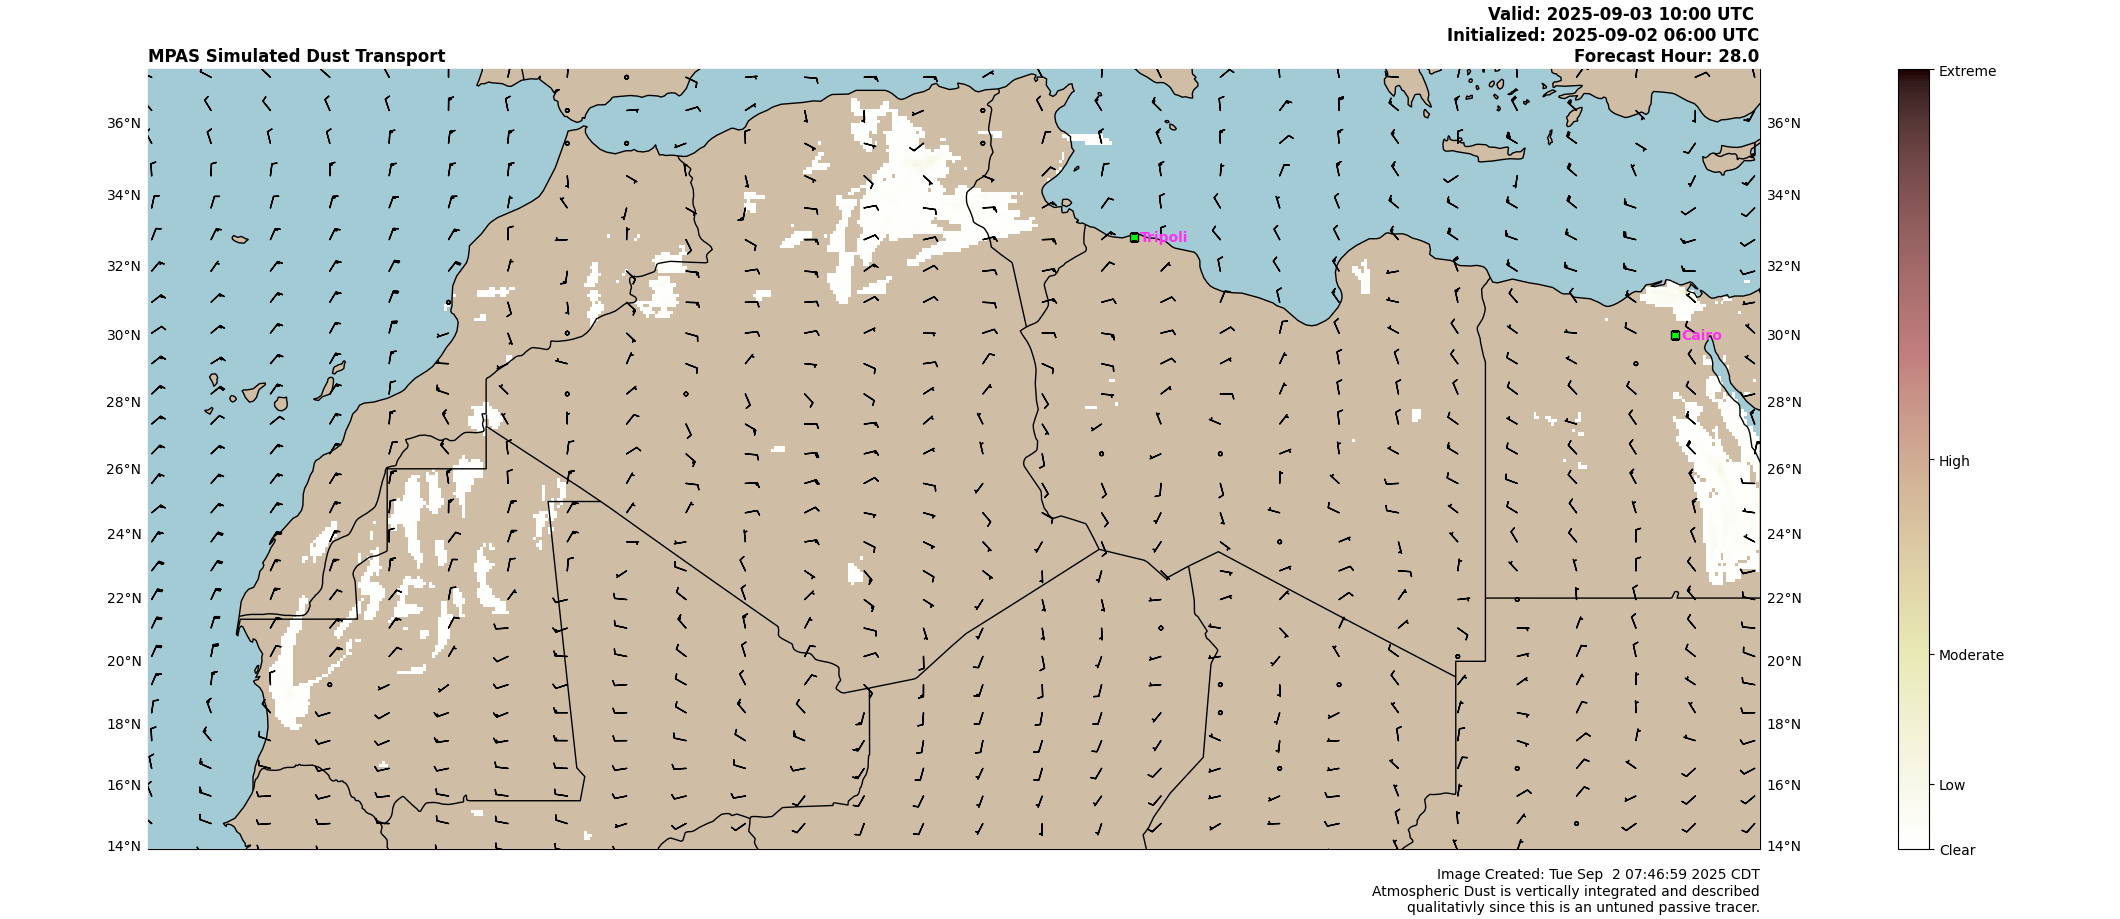 Valid: 2025-09-03 10:00 UTC
Initialized: 2025-09-02 06:00 UTC
MPAS Simulated Dust Transport
Forecast Hour: 28.0
Extreme
36°N
36°N
34°N
34°N
Tripoli
32°N
32°N
30°N
Cairo
30°N
28°N
28°N
26°N
26°N
High
24°N
24°N
22°N
22°N
20°N
20°N
Moderate
18°N
18°N
16°N
16°N
Low
14°N
14°N
Clear
Image Created: Tue Sep  2 07:46:59 2025 CDT
Atmospheric Dust is vertically integrated and described
qualitativly since this is an untuned passive tracer.